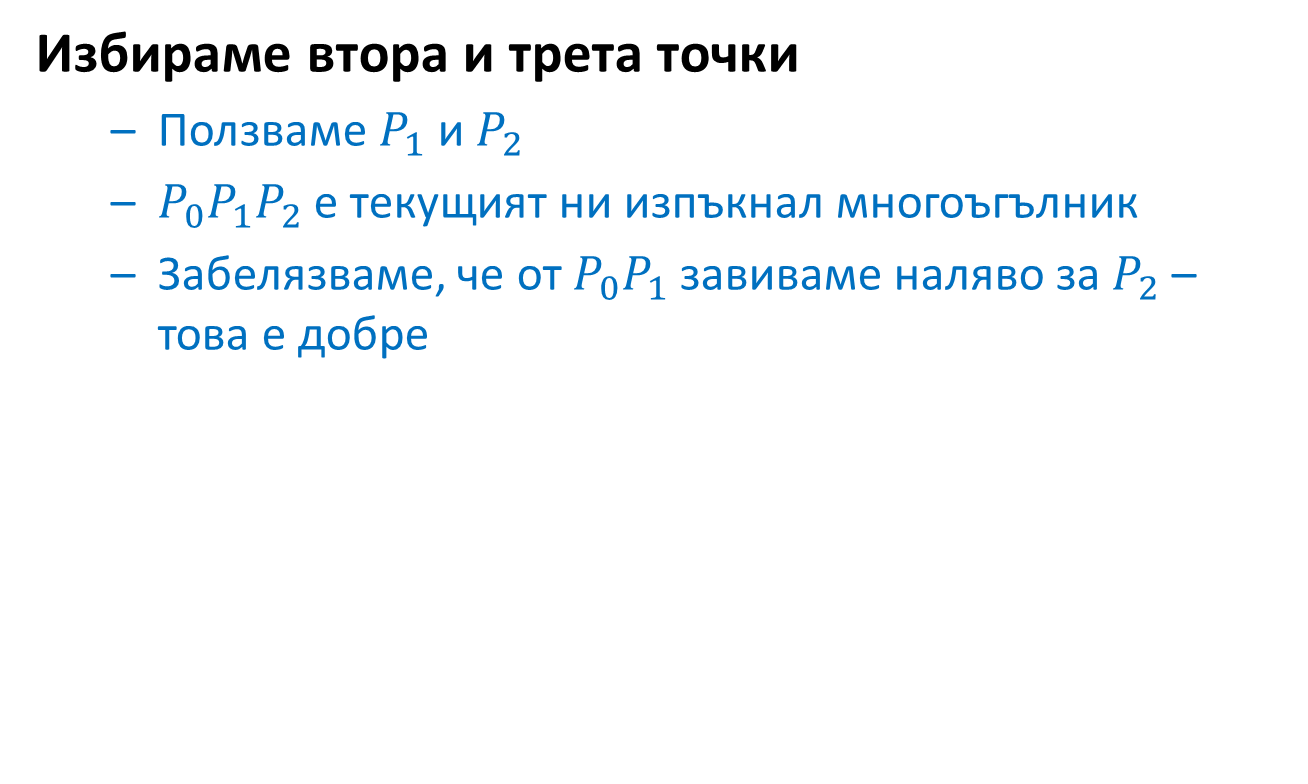 Избираме втора и трета точки
– Ползваме P₁ и P₂
– P₀P₁P₂ е текущият ни изпъкнал многоъгълник
– Забелязваме, че от P₀P₁ завиваме наляво за P₂ –
това е добре